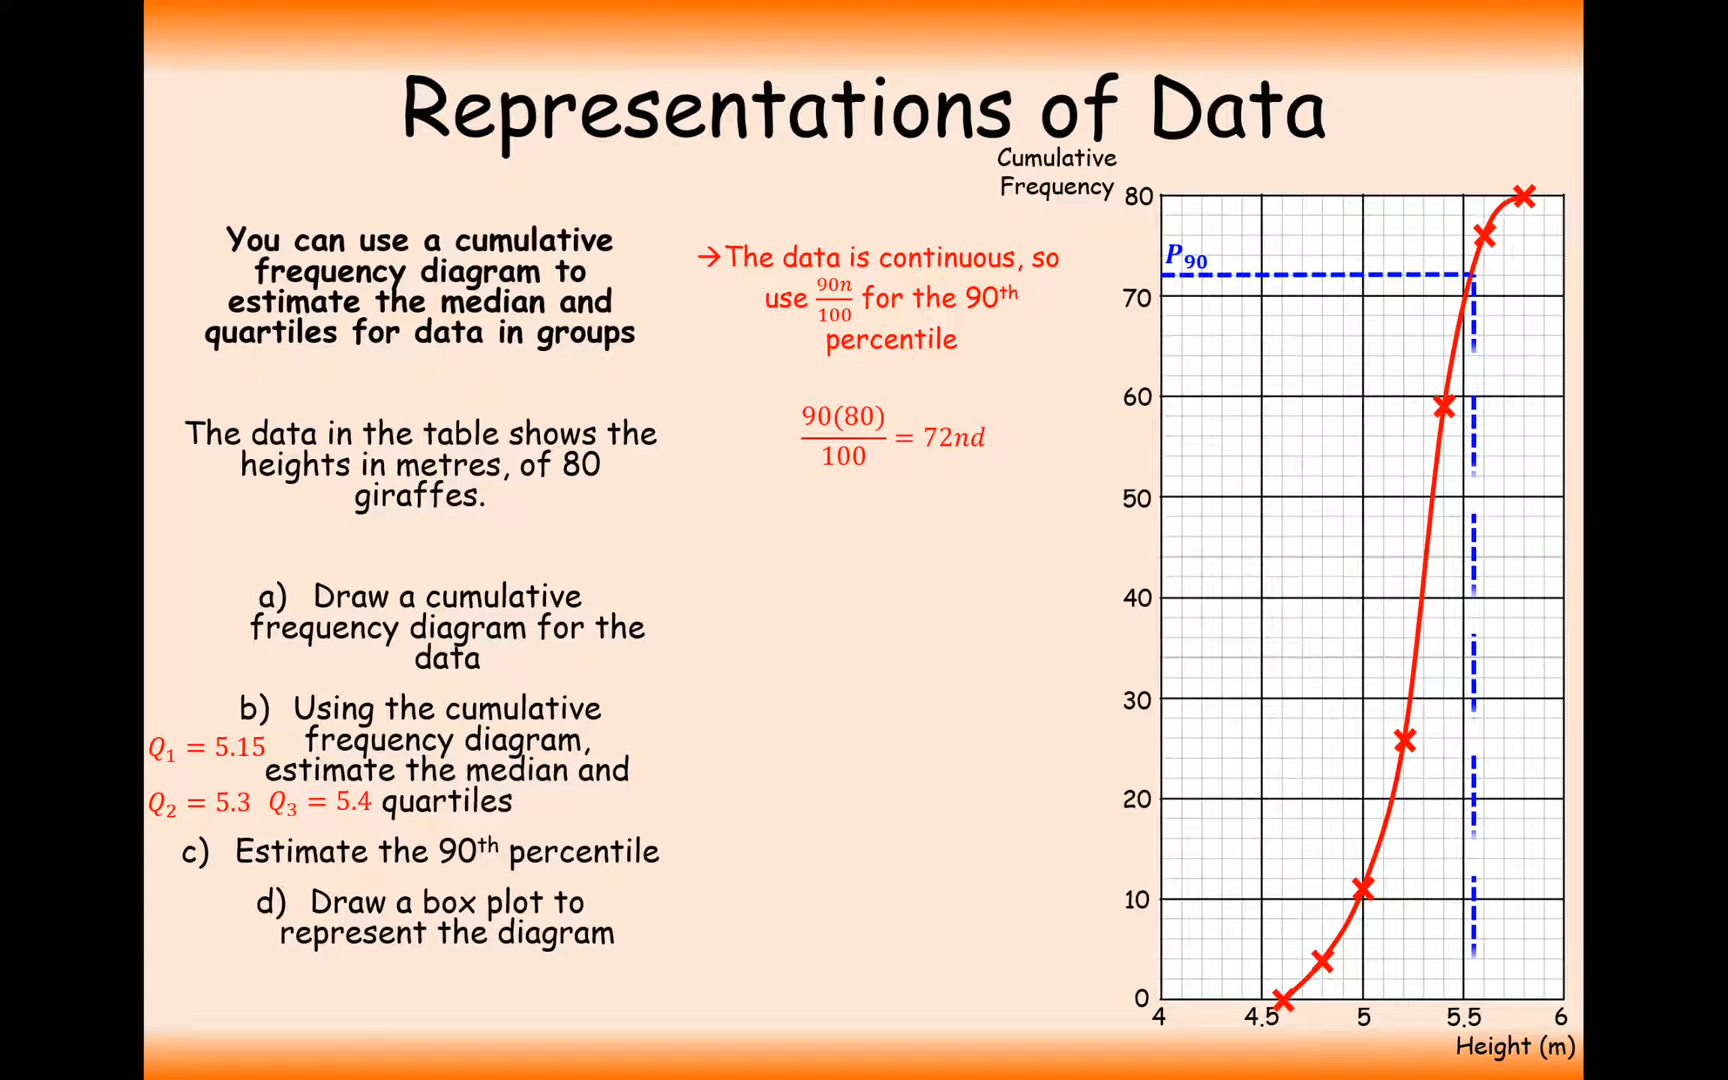 Representations of Data
You can use a cumulative
frequency diagram to
estimate the median and
quartiles for data in groups
The data in the table shows the
heights in metres, of 80
giraffes.
a) Draw a cumulative
frequency diagram for the
data
b) Using the cumulative
frequency diagram,
estimate the median and
quartiles
Q₁ = 5.15
Q₂ = 5.3 Q₃ = 5.4
c) Estimate the 90th percentile
d) Draw a box plot to
represent the diagram
→The data is continuous, so
use 90n/100 for the 90th
percentile
90(80)/100 = 72nd
Cumulative
Frequency
80
P₉₀
70
60
50
40
30
20
10
0
4 4.5 5 5.5 6
Height (m)